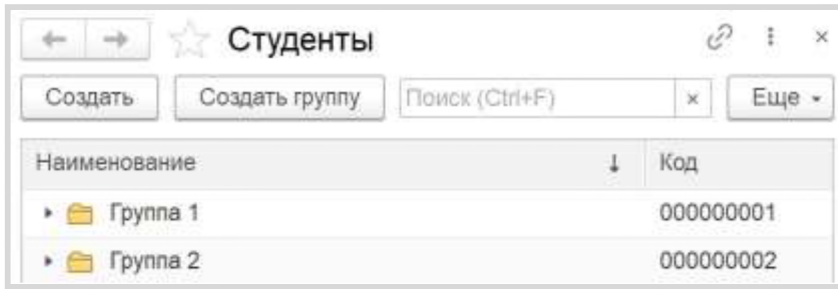 Студенты
Создать Создать группу Поиск (Ctrl+F) Еще
Наименование Код
Группа 1 000000001
Группа 2 000000002